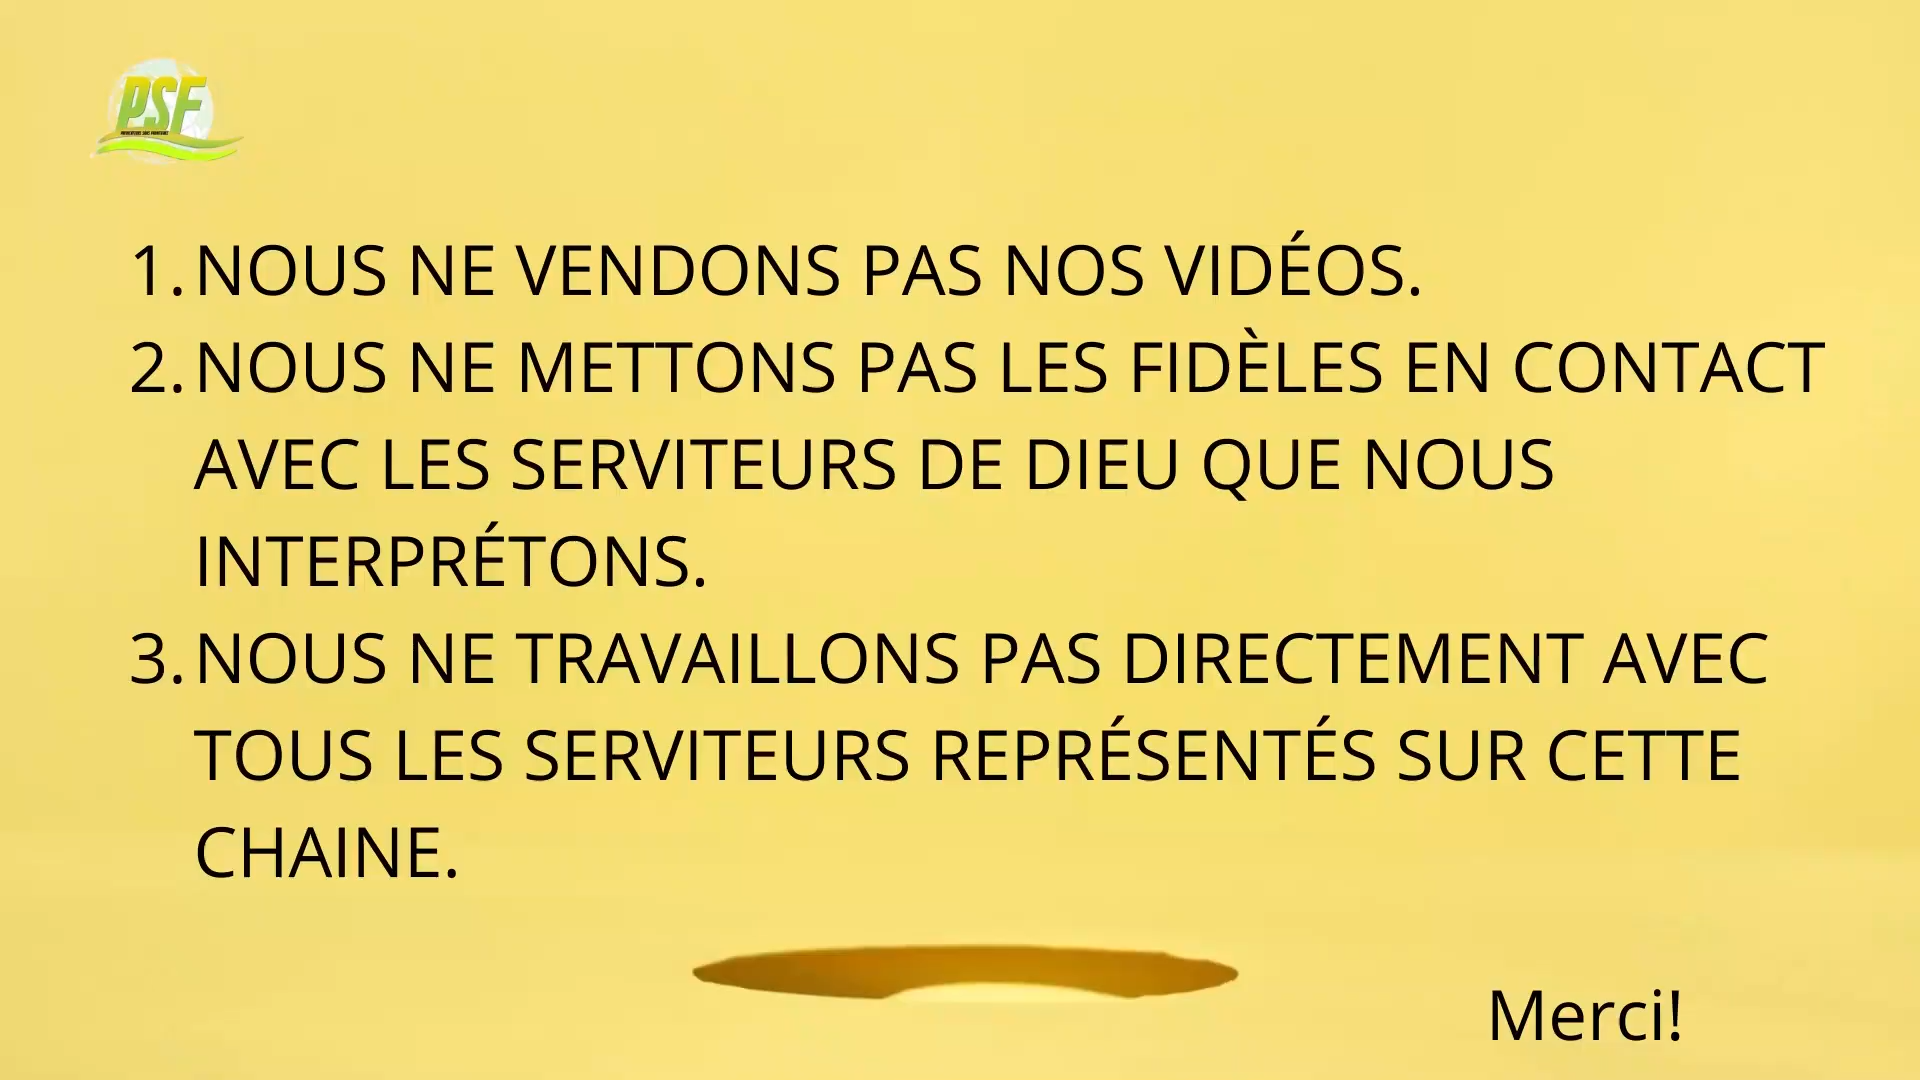 PSF
1. NOUS NE VENDONS PAS NOS VIDÉOS.
2. NOUS NE METTONS PAS LES FIDÈLES EN CONTACT
AVEC LES SERVITEURS DE DIEU QUE NOUS
INTERPRÉTONS.
3. NOUS NE TRAVAILLONS PAS DIRECTEMENT AVEC
TOUS LES SERVITEURS REPRÉSENTÉS SUR CETTE
CHAINE.
Merci!